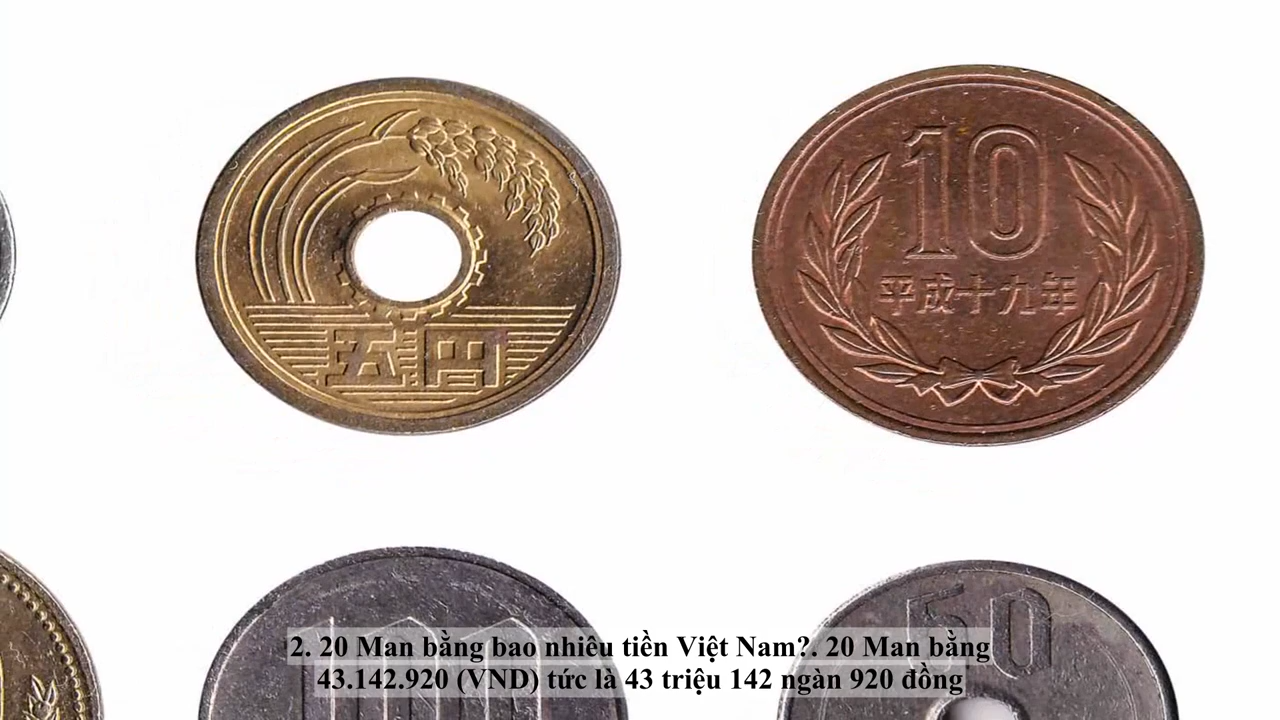 五円
10
平成十九年
100
50
2. 20 Man bằng bao nhiêu tiền Việt Nam?. 20 Man bằng
43.142.920 (VND) tức là 43 triệu 142 ngàn 920 đồng